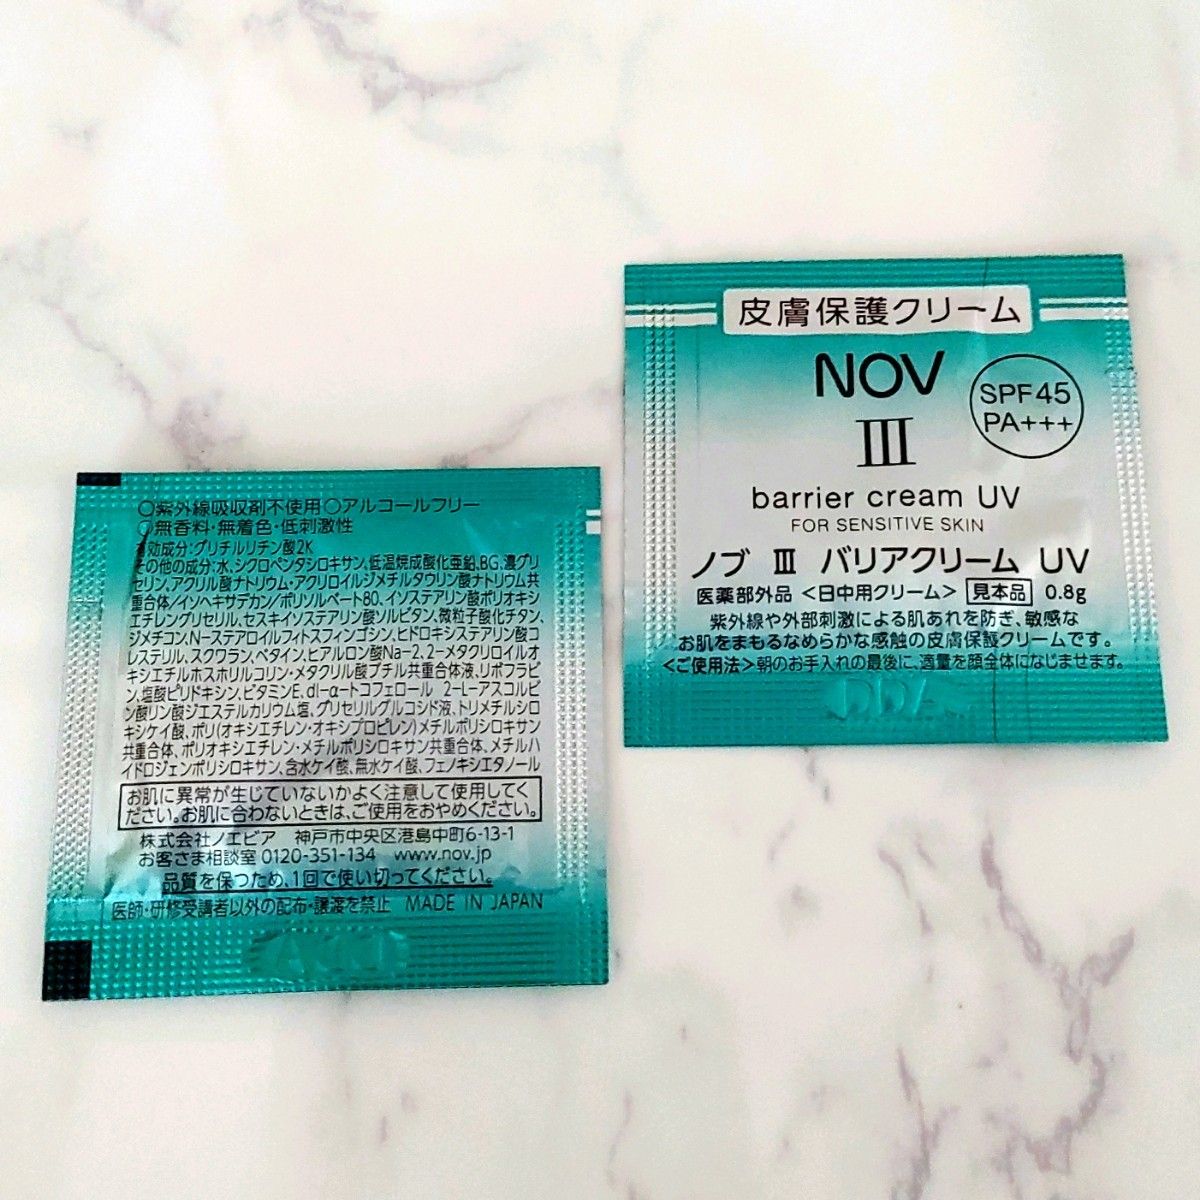 ○紫外線吸収剤不使用○アルコールフリー
○無香料・無着色・低刺激性
有効成分:グリチルリチン酸2K
その他の成分:水、シクロペンタシロキサン、低温焼成酸化亜鉛、BG、濃グリ
セリン、アクリル酸ナトリウム・アクリロイルジメチルタウリン酸ナトリウム共
重合体/イソヘキサデカン/ポリソルベート80、イソステアリン酸ポリオキシ
エチレングリセリル、セスキイソステアリン酸ソルビタン、微粒子酸化チタン、
ジメチコン、N-ステアロイルフィトスフィンゴシン、ヒドロキシステアリン酸コ
レステリル、スクワラン、ベタイン、ヒアルロン酸Na-2、2-メタクリロイルオ
キシエチルホスホリルコリン・メタクリル酸ブチル共重合体液、リボフラビ
ン、塩酸ピリドキシン、ビタミンE、dl-α-トコフェロール 2-L-アスコルビ
ン酸リン酸ジエステルカリウム塩、グリセリルグルコシド液、トリメチルシロ
キシケイ酸、ポリ(オキシエチレン・オキシプロピレン)メチルポリシロキサン
共重合体、ポリオキシエチレン・メチルポリシロキサン共重合体、メチルハ
イドロジェンポリシロキサン、含水ケイ酸、無水ケイ酸、フェノキシエタノール
お肌に異常が生じていないかよく注意して使用してく
ださい。お肌に合わないときは、ご使用をおやめください。
株式会社ノエビア 神戸市中央区港島中町6-13-1
お客さま相談室 0120-351-134 www.nov.jp
品質を保つため、1回で使い切ってください。
医師・研修受講者以外の配布・譲渡を禁止 MADE IN JAPAN
皮膚保護クリーム
NOV
III
SPF45
PA+++
barrier cream UV
FOR SENSITIVE SKIN
ノブ III バリアクリーム UV
医薬部外品 <日中用クリーム> 見本品 0.8g
紫外線や外部刺激による肌あれを防ぎ、敏感な
お肌をまもるなめらかな感触の皮膚保護クリームです。
<ご使用法>朝のお手入れの最後に、適量を顔全体になじませます。